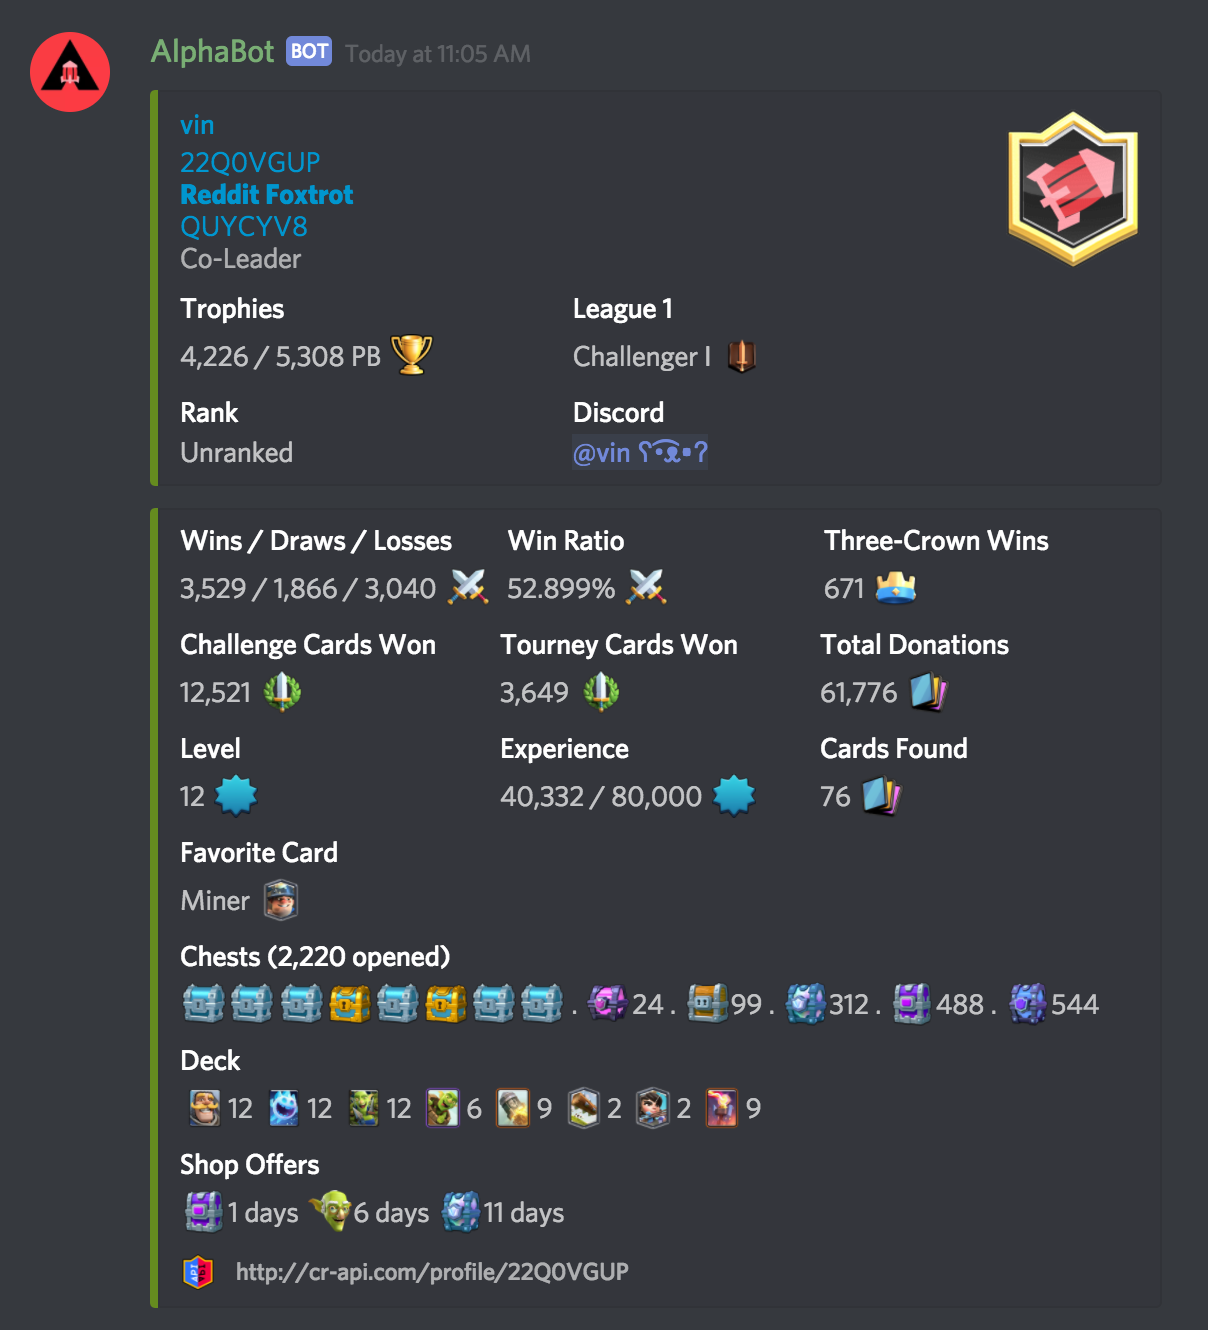 AlphaBot BOT Today at 11:05 AM
vin
22Q0VGUP
Reddit Foxtrot
QUYCYV8
Co-Leader
Trophies League 1
4,226 / 5,308 PB Challenger I
Rank Discord
Unranked @vin ʕ•͡ᴥ•ʔ
Wins / Draws / Losses Win Ratio Three-Crown Wins
3,529 / 1,866 / 3,040 52.899% 671
Challenge Cards Won Tourney Cards Won Total Donations
12,521 3,649 61,776
Level Experience Cards Found
12 40,332 / 80,000 76
Favorite Card
Miner
Chests (2,220 opened)
. 24 . 99 . 312 . 488 . 544
Deck
12 12 12 6 9 2 2 9
Shop Offers
1 days 6 days 11 days
http://cr-api.com/profile/22Q0VGUP